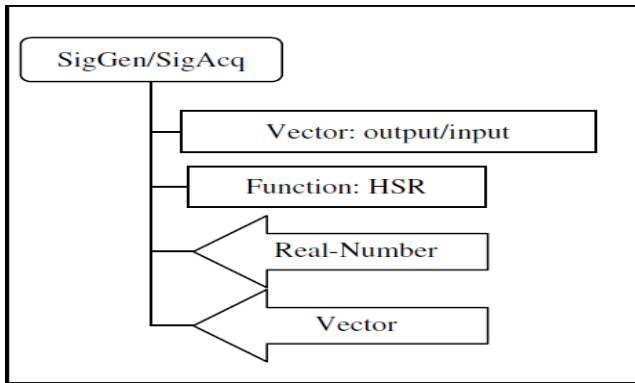 SigGen/SigAcq
Vector: output/input
Function: HSR
Real-Number
Vector